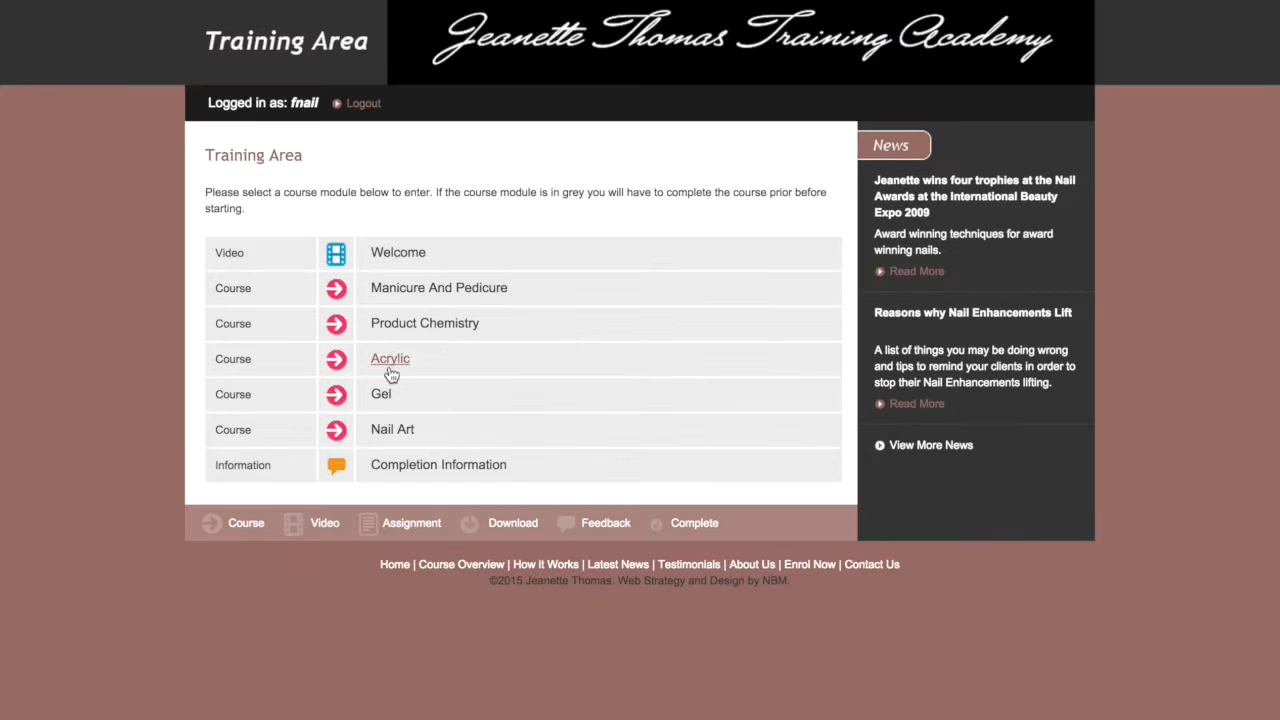 Training Area
Jeanette Thomas Training Academy
Logged in as: fnail Logout
Training Area
Please select a course module below to enter. If the course module is in grey you will have to complete the course prior before
starting.
Video Welcome
Course Manicure And Pedicure
Course Product Chemistry
Course Acrylic
Course Gel
Course Nail Art
Information Completion Information
Course Video Assignment Download Feedback Complete
News
Jeanette wins four trophies at the Nail
Awards at the International Beauty
Expo 2009
Award winning techniques for award
winning nails.
Read More
Reasons why Nail Enhancements Lift
A list of things you may be doing wrong
and tips to remind your clients in order to
stop their Nail Enhancements lifting.
Read More
View More News
Home | Course Overview | How it Works | Latest News | Testimonials | About Us | Enrol Now | Contact Us
©2015 Jeanette Thomas. Web Strategy and Design by NBM.